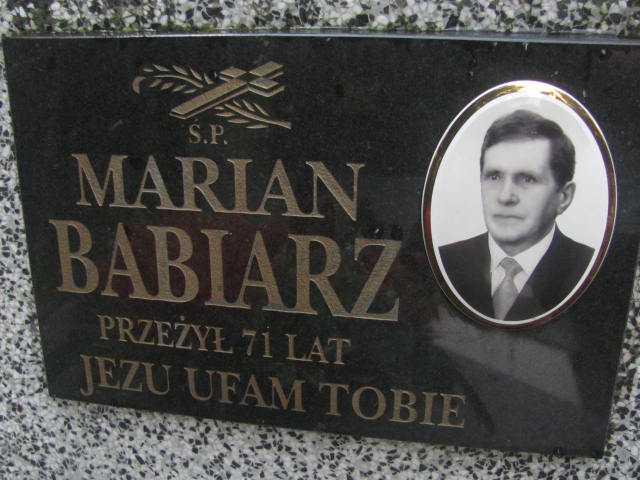 Ś.P.
MARIAN
BABIARZ
PRZEŻYŁ 71 LAT
JEZU UFAM TOBIE